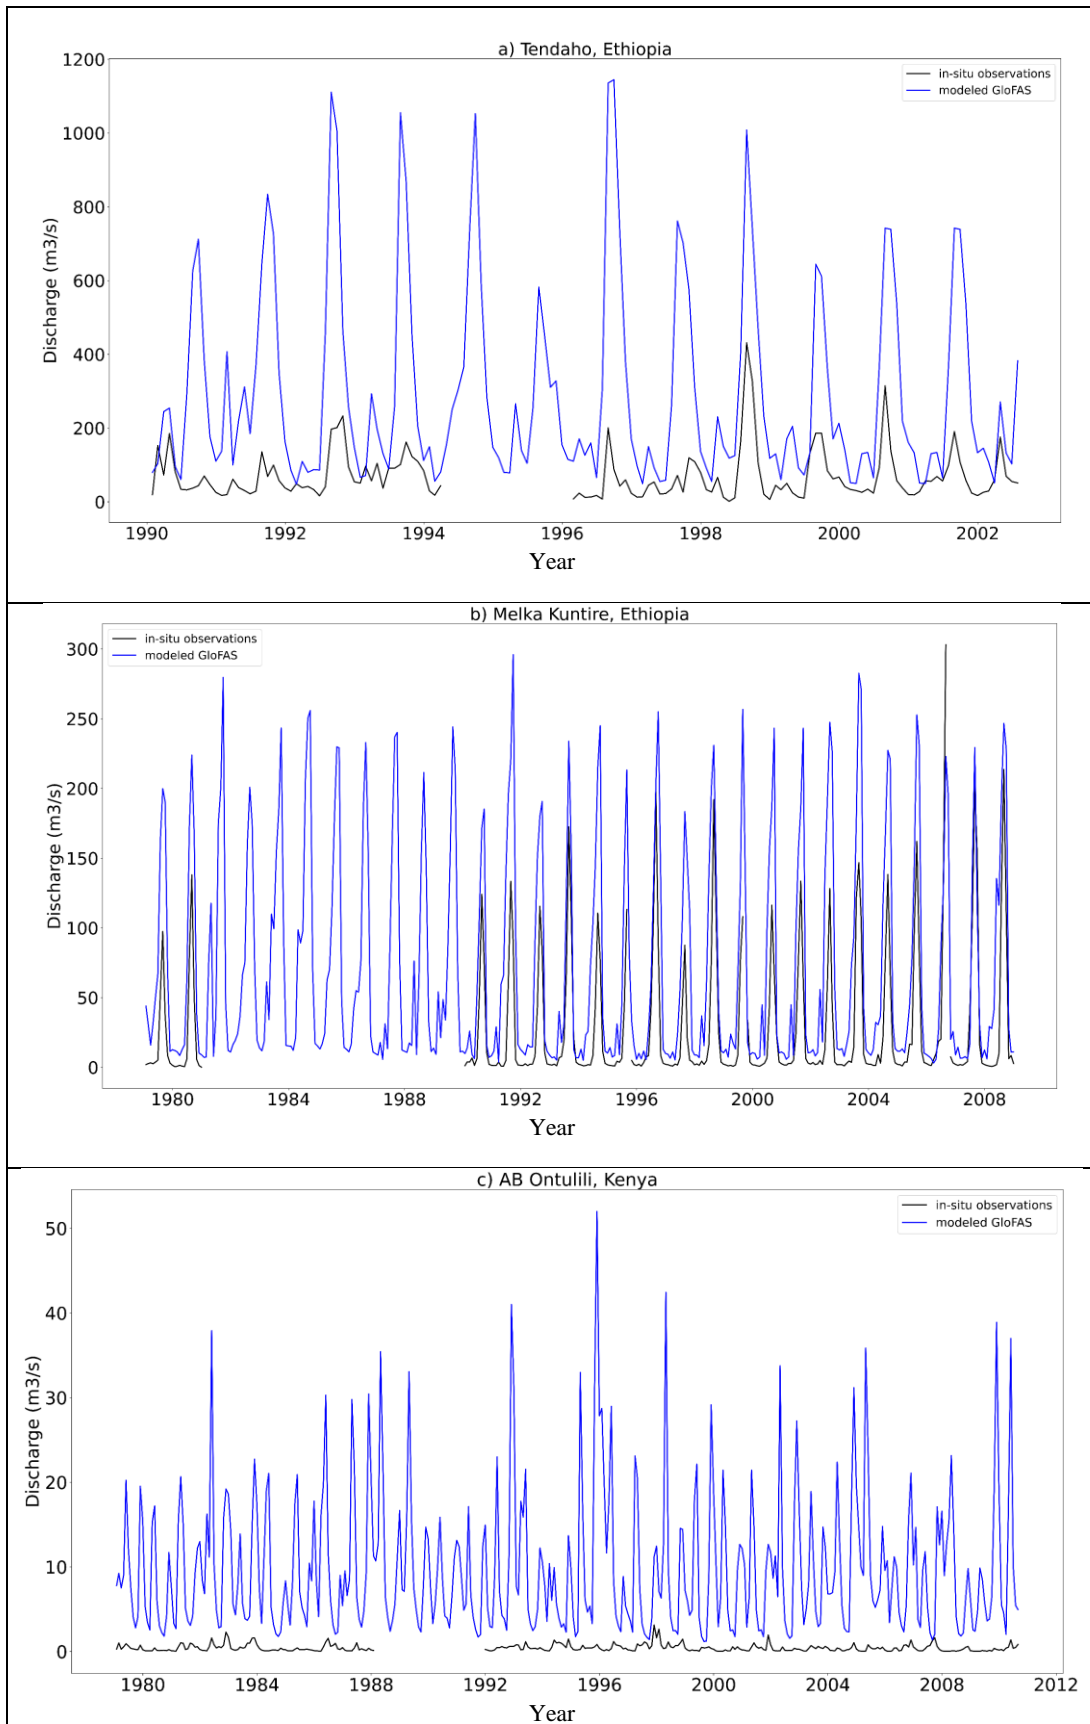 a) Tendaho, Ethiopia
in-situ observations
modeled GloFAS
Discharge (m3/s)
1200
1000
800
600
400
200
0
1990 1992 1994 1996 1998 2000 2002
Year
b) Melka Kuntire, Ethiopia
in-situ observations
modeled GloFAS
Discharge (m3/s)
300
250
200
150
100
50
0
1980 1984 1988 1992 1996 2000 2004 2008
Year
c) AB Ontulili, Kenya
in-situ observations
modeled GloFAS
Discharge (m3/s)
50
40
30
20
10
0
1980 1984 1988 1992 1996 2000 2004 2008 2012
Year